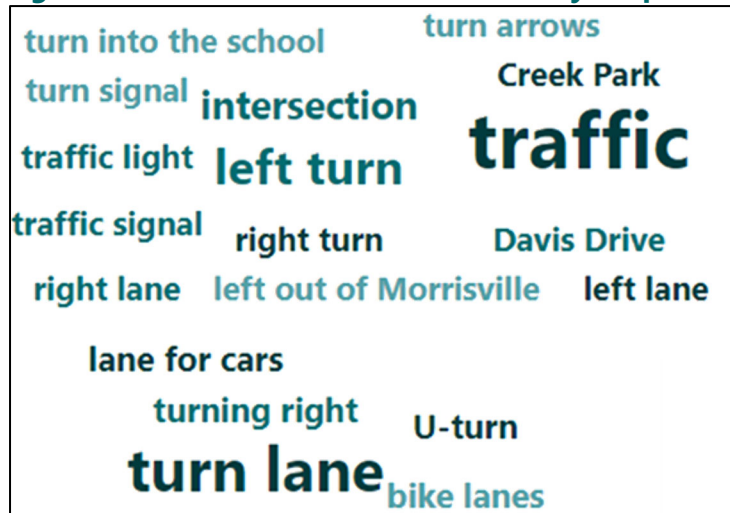 turn into the school
turn arrows
turn signal
intersection
Creek Park
traffic
traffic light
left turn
traffic signal
right turn
Davis Drive
right lane
left out of Morrisville
left lane
lane for cars
turning right
U-turn
turn lane
bike lanes